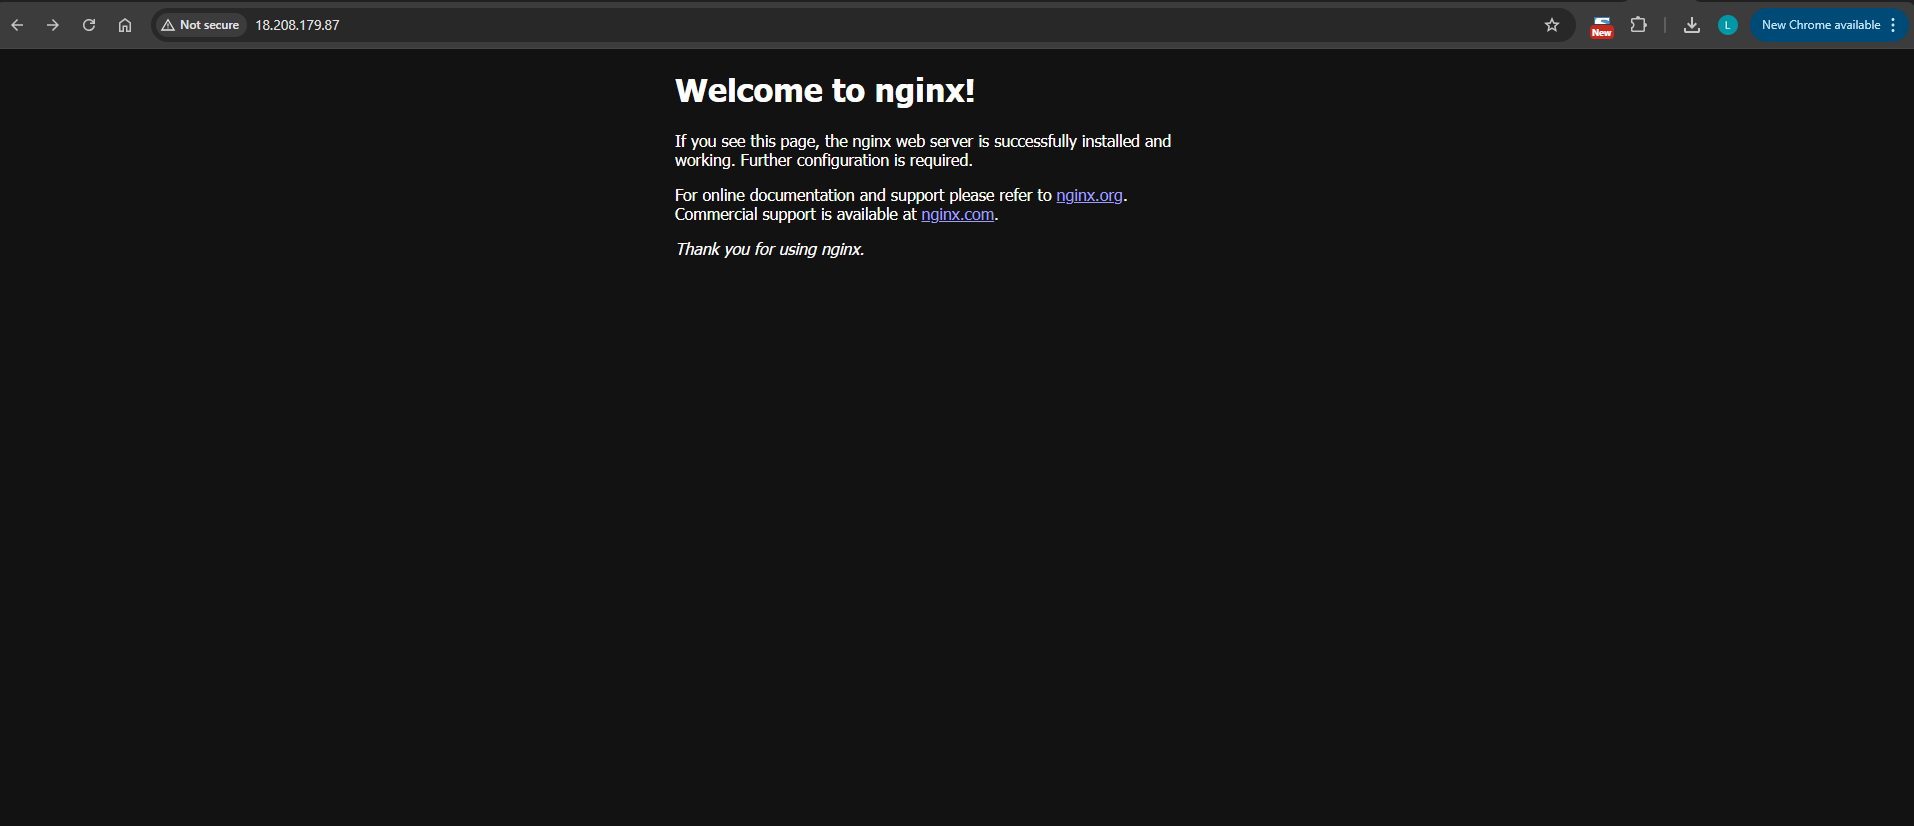 Not secure
18.208.179.87
New
L
New Chrome available
Welcome to nginx!
If you see this page, the nginx web server is successfully installed and
working. Further configuration is required.
For online documentation and support please refer to nginx.org.
Commercial support is available at nginx.com.
Thank you for using nginx.